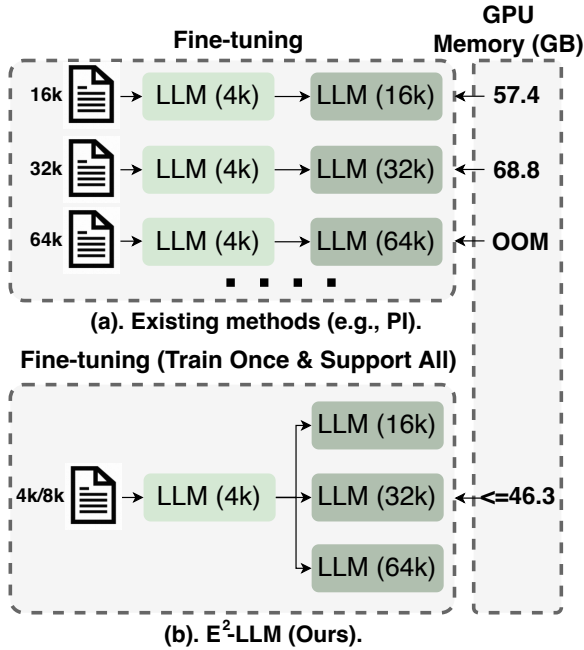 GPU
Memory (GB)
Fine-tuning
16k LLM (4k) LLM (16k) 57.4
32k LLM (4k) LLM (32k) 68.8
64k LLM (4k) LLM (64k) OOM
. . . .
(a). Existing methods (e.g., PI).
Fine-tuning (Train Once & Support All)
LLM (16k)
4k/8k LLM (4k) LLM (32k) <=46.3
LLM (64k)
(b). E²-LLM (Ours).